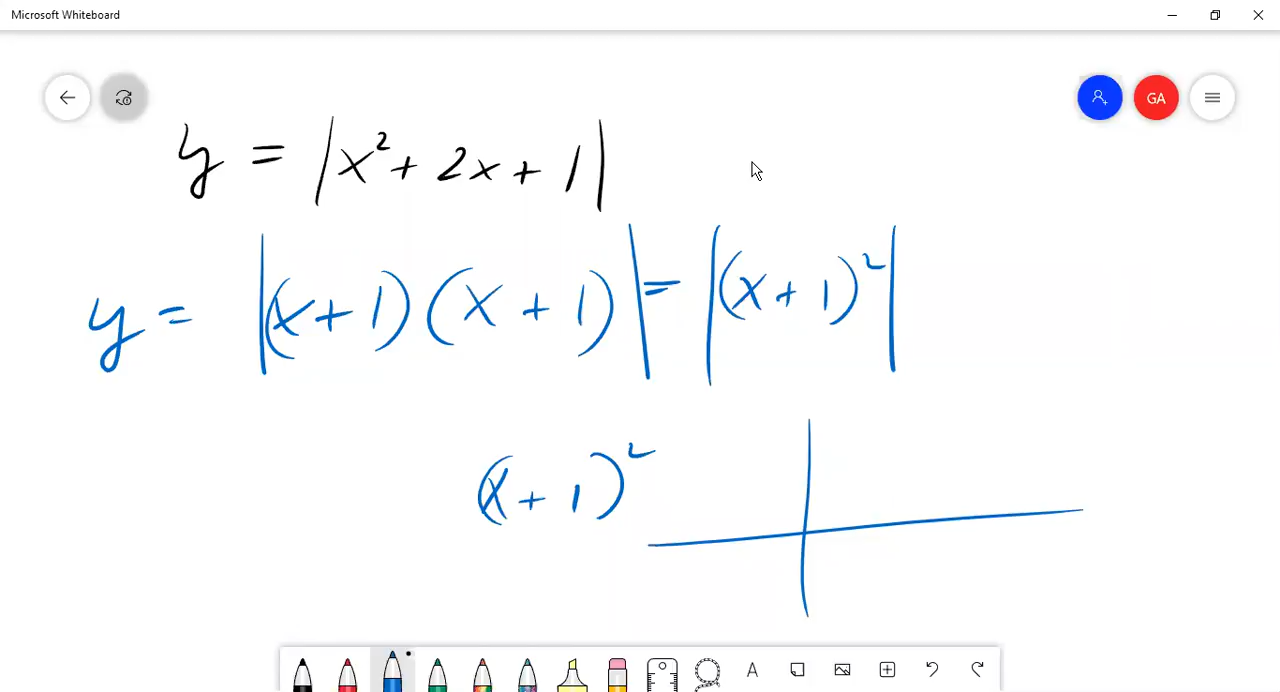 Microsoft Whiteboard
GA
y = |x² + 2x + 1|
y = |(x+1)(x+1)| = |(x+1)²|
(x+1)²
A